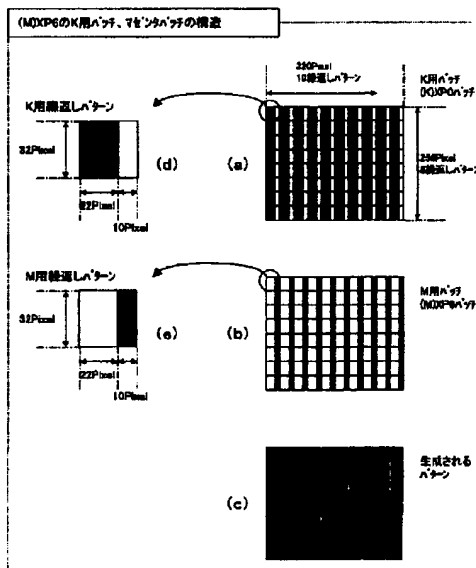 (M)XP6のK用パッチ、マゼンタパッチの構造
320Pixel
10繰返しパターン
K用パッチ
(K)XP0パッチ
K用繰返しパターン
32Pixel
(d)
(a)
256Pixel
8繰返しパターン
22Pixel
10Pixel
M用繰返しパターン
M用パッチ
(M)XP6パッチ
32Pixel
(e)
(b)
22Pixel
10Pixel
生成される
パターン
(c)